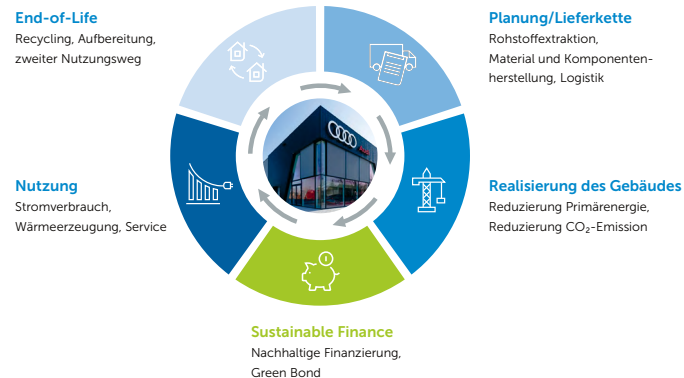 End-of-Life
Recycling, Aufbereitung,
zweiter Nutzungsweg
Planung/Lieferkette
Rohstoffextraktion,
Material und Komponenten-
herstellung, Logistik
Nutzung
Stromverbrauch,
Wärmeerzeugung, Service
Realisierung des Gebäudes
Reduzierung Primärenergie,
Reduzierung CO₂-Emission
Sustainable Finance
Nachhaltige Finanzierung,
Green Bond